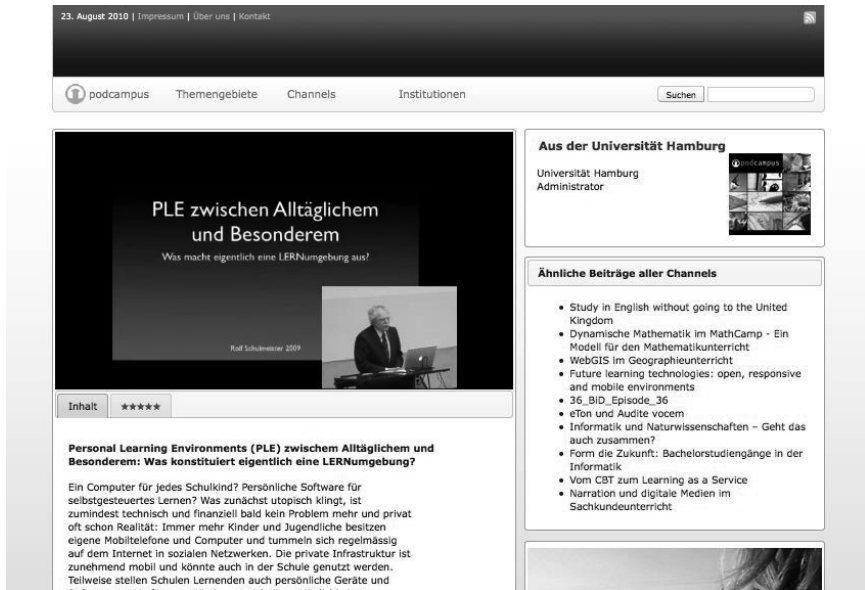 23. August 2010 | Impressum | Über uns | Kontakt
podcampus Themengebiete Channels Institutionen Suchen
PLE zwischen Alltäglichem
und Besonderem
Was macht eigentlich eine LERNumgebung aus?
Rolf Schulmeister 2009
Inhalt ★★★★★
Personal Learning Environments (PLE) zwischem Alltäglichem und
Besonderem: Was konstituiert eigentlich eine LERNumgebung?
Ein Computer für jedes Schulkind? Persönliche Software für
selbstgesteuertes Lernen? Was zunächst utopisch klingt, ist
zumindest technisch und finanziell bald kein Problem mehr und privat
oft schon Realität: Immer mehr Kinder und Jugendliche besitzen
eigene Mobiltelefone und Computer und tummeln sich regelmässig
auf dem Internet in sozialen Netzwerken. Die private Infrastruktur ist
zunehmend mobil und könnte auch in der Schule genutzt werden.
Teilweise stellen Schulen Lernenden auch persönliche Geräte und
Aus der Universität Hamburg
Universität Hamburg
Administrator
podcampus
Ähnliche Beiträge aller Channels
• Study in English without going to the United
Kingdom
• Dynamische Mathematik im MathCamp - Ein
Modell für den Mathematikunterricht
• WebGIS im Geographieunterricht
• Future learning technologies: open, responsive
and mobile environments
• 36_BiD_Episode_36
• eTon und Audite vocem
• Informatik und Naturwissenschaften – Geht das
auch zusammen?
• Form die Zukunft: Bachelorstudiengänge in der
Informatik
• Vom CBT zum Learning as a Service
• Narration und digitale Medien im
Sachkundeunterricht